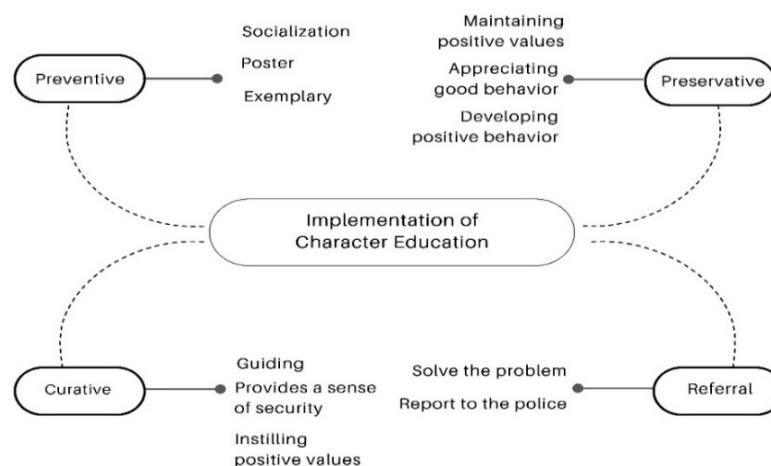 Preventive
Socialization
Poster
Exemplary
Maintaining
positive values
Appreciating
good behavior
Developing
positive behavior
Preservative
Implementation of
Character Education
Curative
Guiding
Provides a sense
of security
Instilling
positive values
Solve the problem
Report to the police
Referral